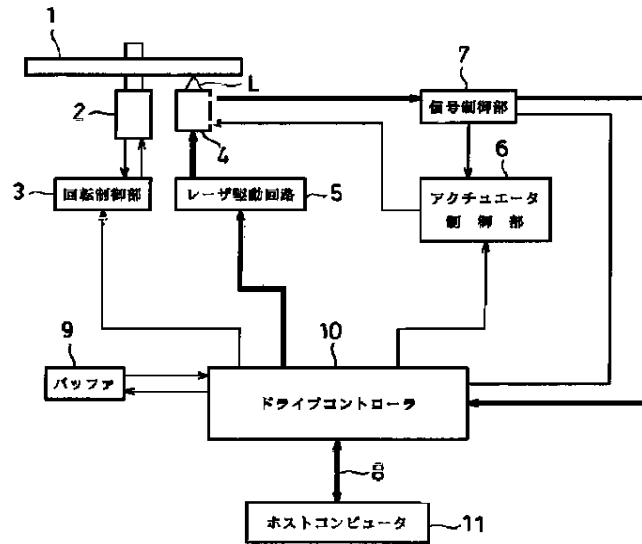 1
L
7
2
信号制御部
4
6
3
回転制御部
レーザ駆動回路
5
アクチュエータ
制御部
10
9
バッファ
ドライブコントローラ
8
ホストコンピュータ
11